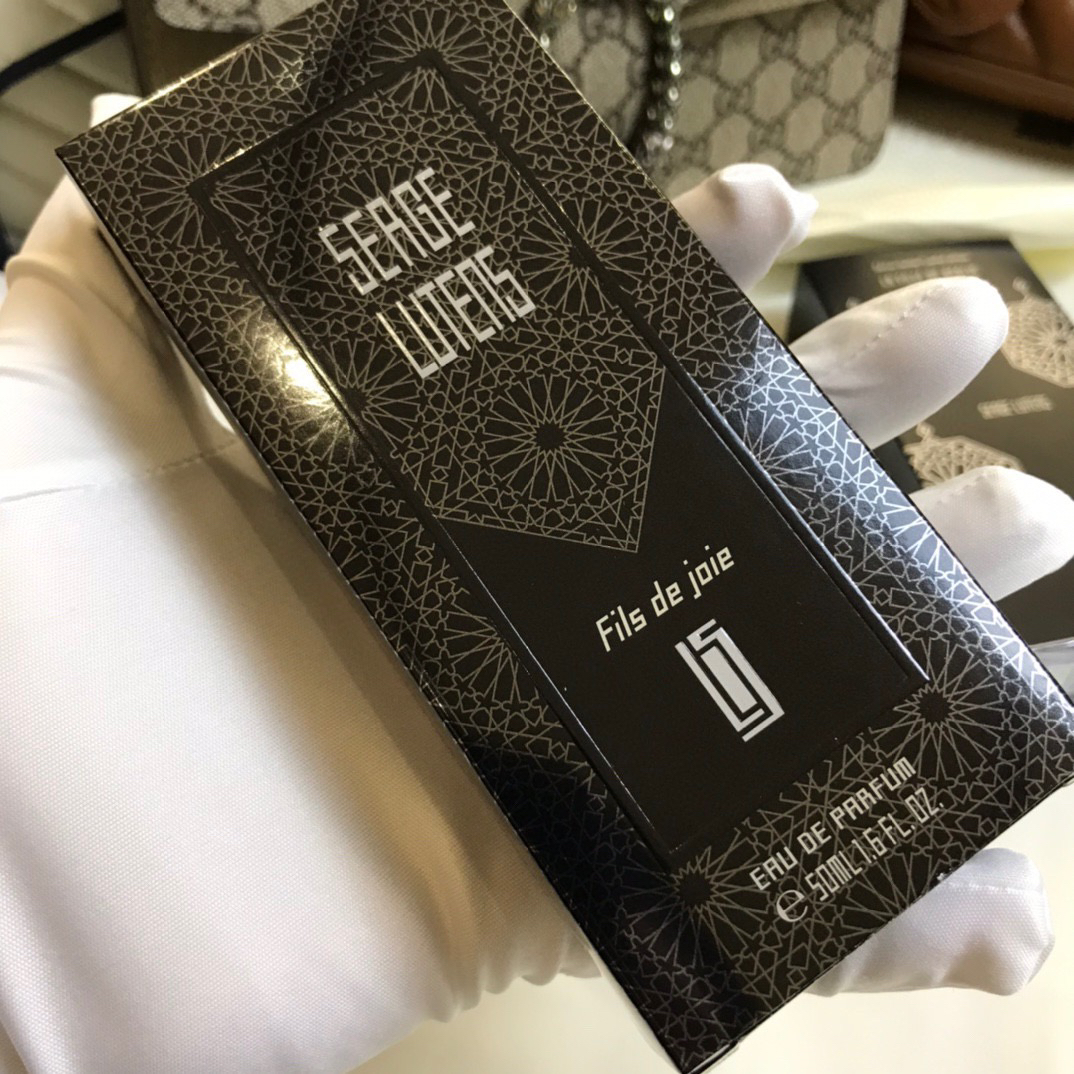 SERGE
LUTENS
Fils de joie
EAU DE PARFUM
℮ 50ML 1.6 FL. OZ.